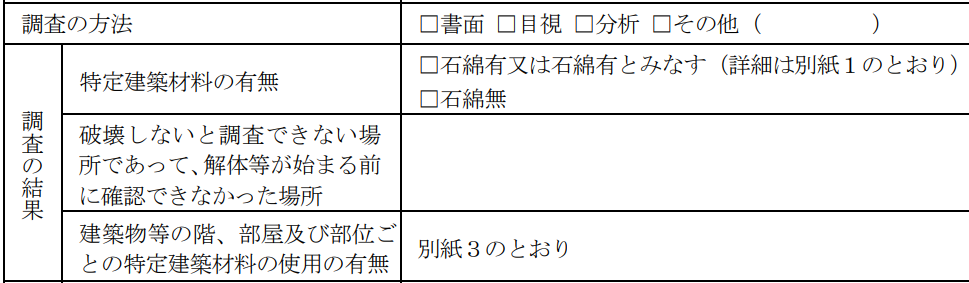 調査の方法
□書面 □目視 □分析 □その他（　　　　　）
調査の結果
特定建築材料の有無
□石綿有又は石綿有とみなす（詳細は別紙１のとおり）
□石綿無
破壊しないと調査できない場
所であって、解体等が始まる前
に確認できなかった場所
建築物等の階、部屋及び部位ご
との特定建築材料の使用の有無
別紙３のとおり